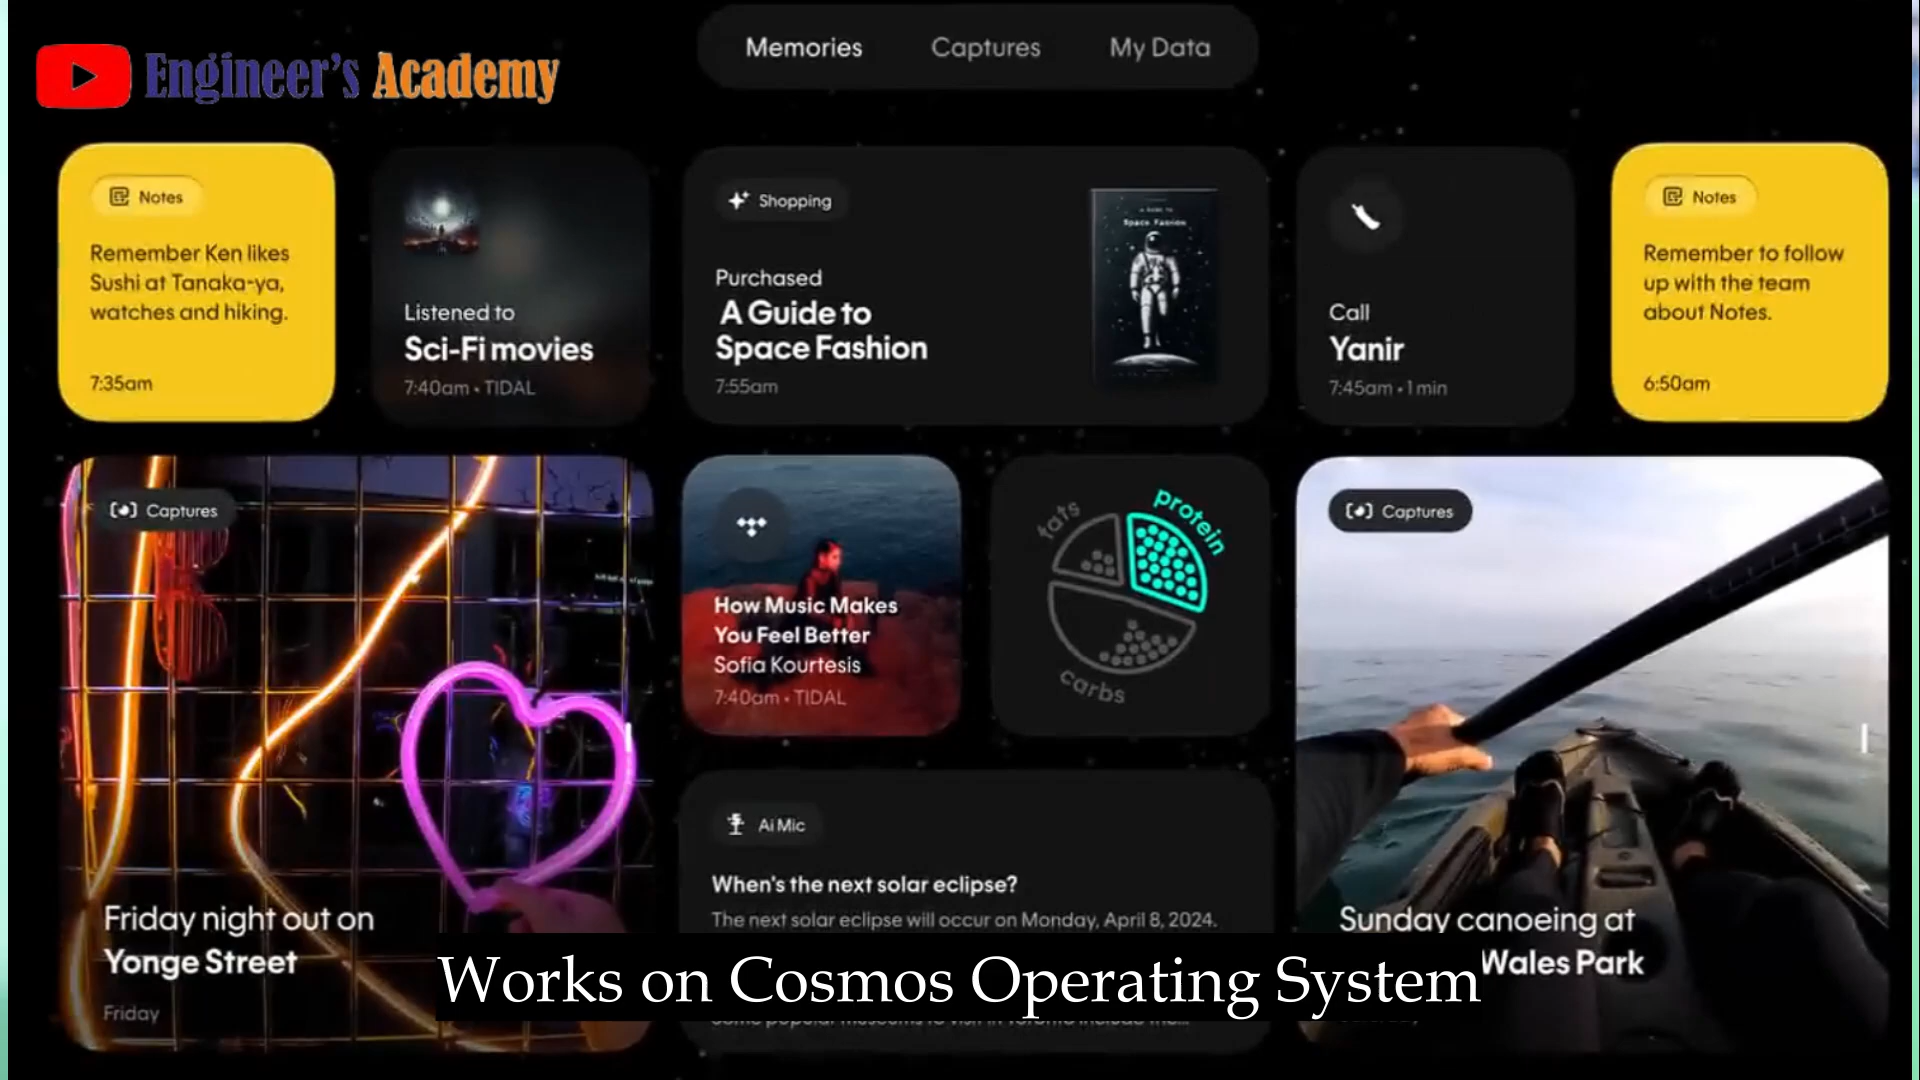 Memories Captures My Data
Engineer's Academy
Notes
Remember Ken likes
Sushi at Tanaka-ya,
watches and hiking.
7:35am
Listened to
Sci-Fi movies
7:40am • TIDAL
Shopping
Purchased
A Guide to
Space Fashion
7:55am
A GUIDE TO
Space Fashion
Call
Yanir
7:45am • 1 min
Notes
Remember to follow
up with the team
about Notes.
6:50am
Captures
Friday night out on
Yonge Street
Friday
How Music Makes
You Feel Better
Sofia Kourtesis
7:40am • TIDAL
fats
protein
carbs
Ai Mic
When's the next solar eclipse?
The next solar eclipse will occur on Monday, April 8, 2024.
Captures
Sunday canoeing at
Wales Park
Works on Cosmos Operating System